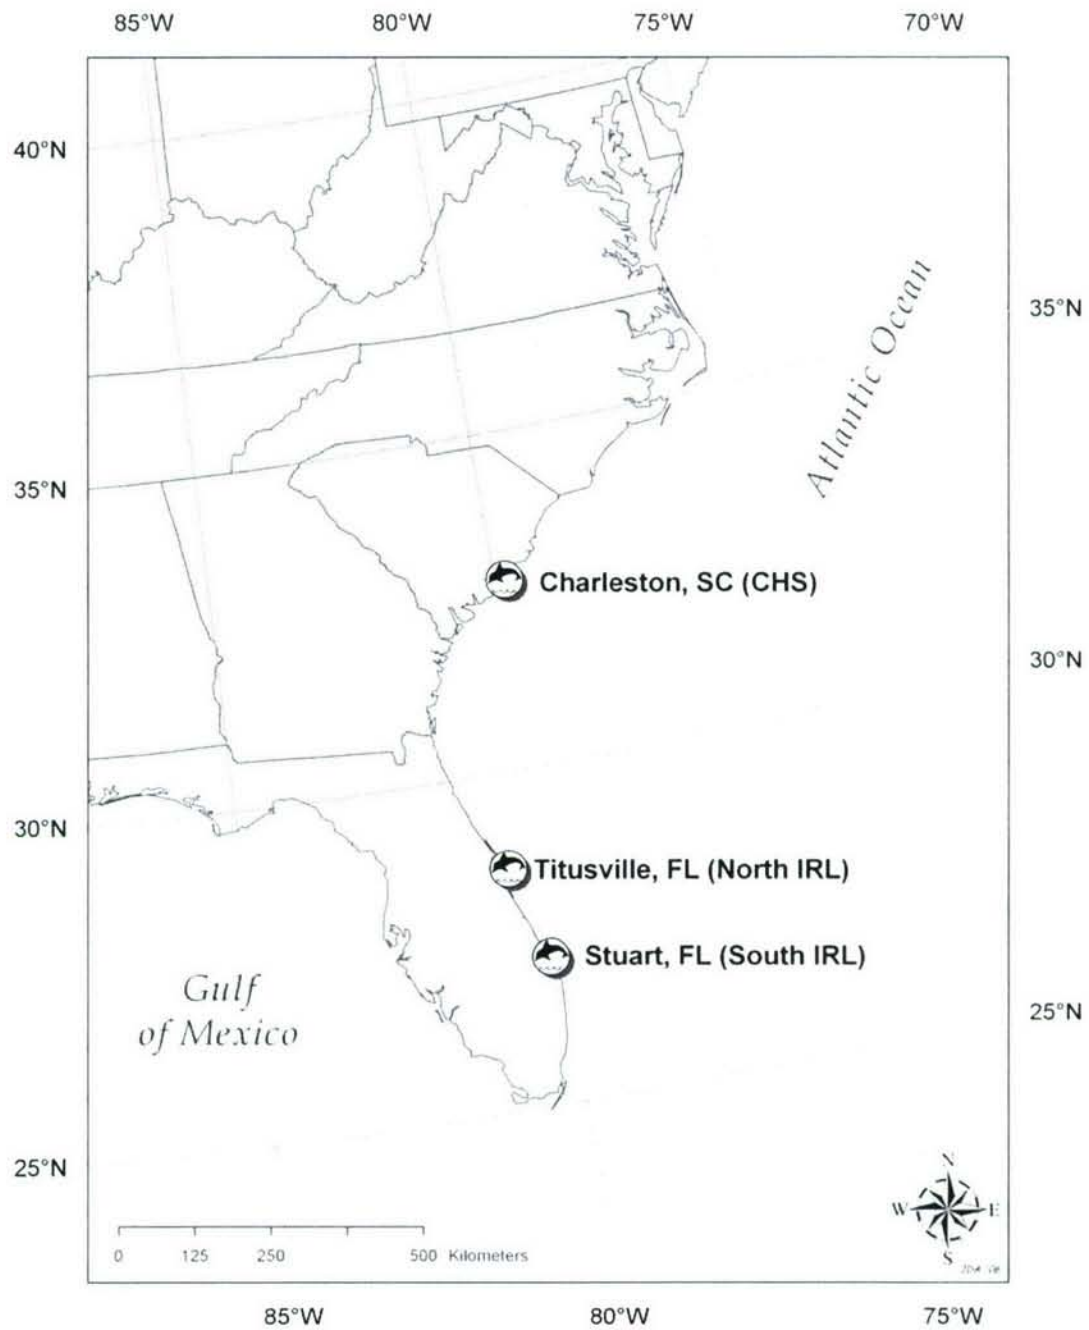 85°W 80°W 75°W 70°W
40°N
35°N
Atlantic Ocean
35°N
Charleston, SC (CHS)
30°N
30°N
Titusville, FL (North IRL)
Stuart, FL (South IRL)
Gulf
of Mexico
25°N
25°N
N
W E
S
0 125 250 500 Kilometers
85°W 80°W 75°W